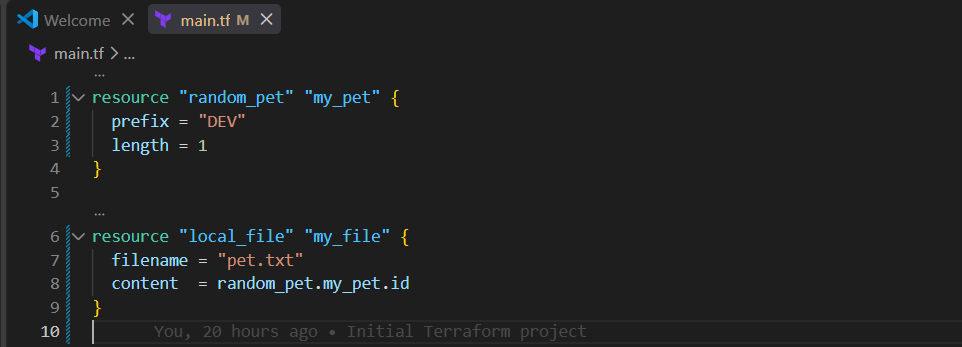 Welcome main.tf M
main.tf > ...
...
1 resource "random_pet" "my_pet" {
2 prefix = "DEV"
3 length = 1
4 }
5
...
6 resource "local_file" "my_file" {
7 filename = "pet.txt"
8 content  = random_pet.my_pet.id
9 }
10 You, 20 hours ago • Initial Terraform project